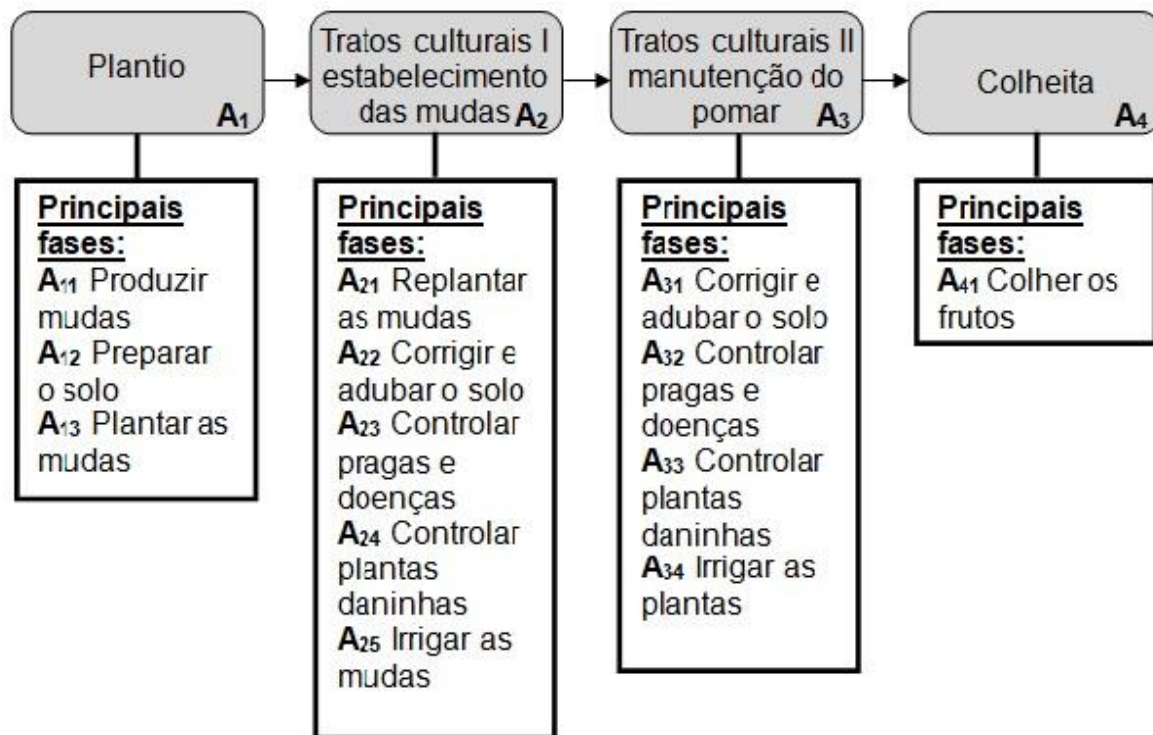 Plantio
A₁
Tratos culturais I
estabelecimento
das mudas A₂
Tratos culturais II
manutenção do
pomar A₃
Colheita
A₄
Principais
fases:
A₁₁ Produzir
mudas
A₁₂ Preparar
o solo
A₁₃ Plantar as
mudas
Principais
fases:
A₂₁ Replantar
as mudas
A₂₂ Corrigir e
adubar o solo
A₂₃ Controlar
pragas e
doenças
A₂₄ Controlar
plantas
daninhas
A₂₅ Irrigar as
mudas
Principais
fases:
A₃₁ Corrigir e
adubar o solo
A₃₂ Controlar
pragas e
doenças
A₃₃ Controlar
plantas
daninhas
A₃₄ Irrigar as
plantas
Principais
fases:
A₄₁ Colher os
frutos